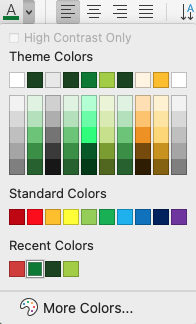 A
High Contrast Only
Theme Colors
Standard Colors
Recent Colors
More Colors...